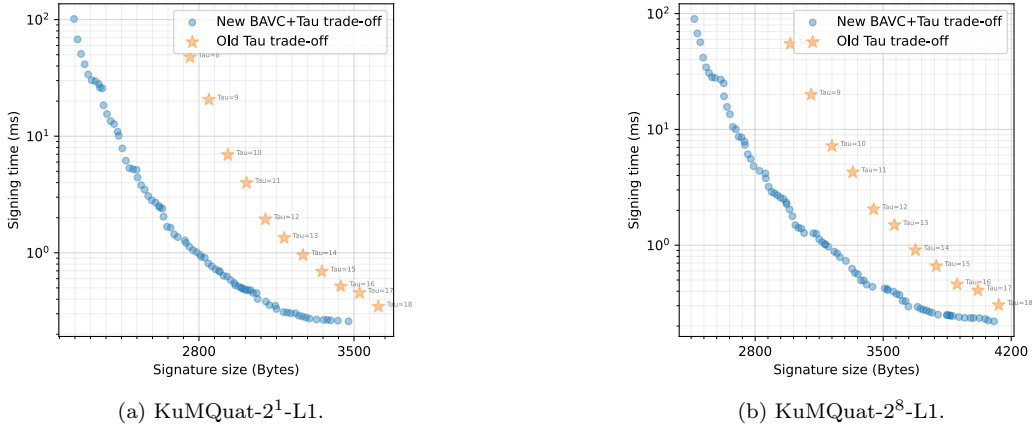 New BAVC+Tau trade-off
Old Tau trade-off
Tau=8
Tau=9
Tau=10
Tau=11
Tau=12
Tau=13
Tau=14
Tau=15
Tau=16
Tau=17
Tau=18
10²
10¹
10⁰
Signing time (ms)
2800
3500
Signature size (Bytes)
(a) KuMQuat-2¹-L1.
New BAVC+Tau trade-off
Old Tau trade-off
Tau=9
Tau=10
Tau=11
Tau=12
Tau=13
Tau=14
Tau=15
Tau=16
Tau=17
Tau=18
10²
10¹
10⁰
Signing time (ms)
2800
3500
4200
Signature size (Bytes)
(b) KuMQuat-2⁸-L1.